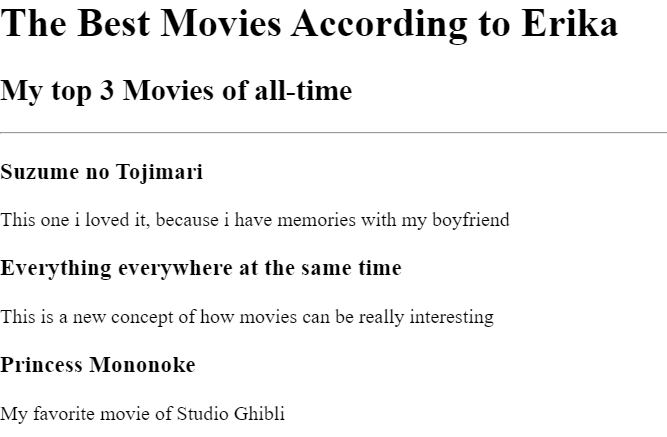 The Best Movies According to Erika
My top 3 Movies of all-time
Suzume no Tojimari
This one i loved it, because i have memories with my boyfriend
Everything everywhere at the same time
This is a new concept of how movies can be really interesting
Princess Mononoke
My favorite movie of Studio Ghibli